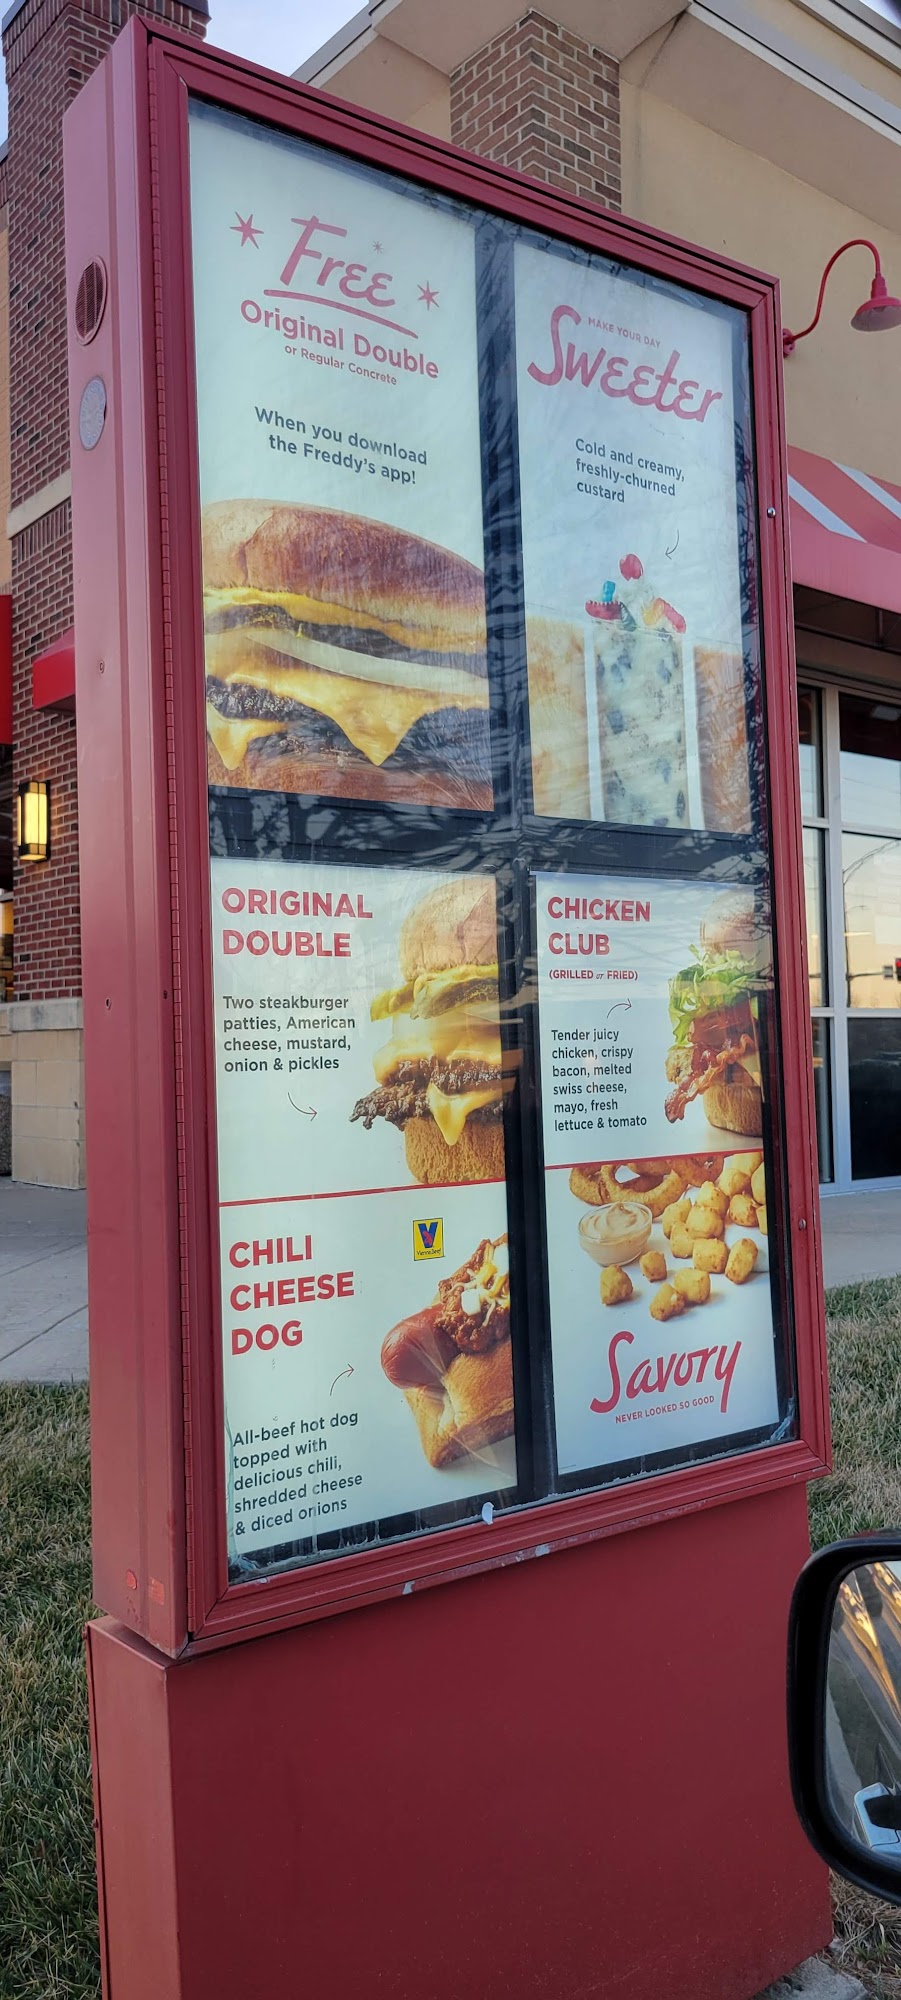 Free
Original Double
or Regular Concrete
When you download
the Freddy's app!
MAKE YOUR DAY
Sweeter
Cold and creamy,
freshly-churned
custard
ORIGINAL
DOUBLE
Two steakburger
patties, American
cheese, mustard,
onion & pickles
CHILI
CHEESE
DOG
V
Vienna Beef
All-beef hot dog
topped with
delicious chili,
shredded cheese
& diced onions
CHICKEN
CLUB
(GRILLED or FRIED)
Tender juicy
chicken, crispy
bacon, melted
swiss cheese,
mayo, fresh
lettuce & tomato
Savory
NEVER LOOKED SO GOOD